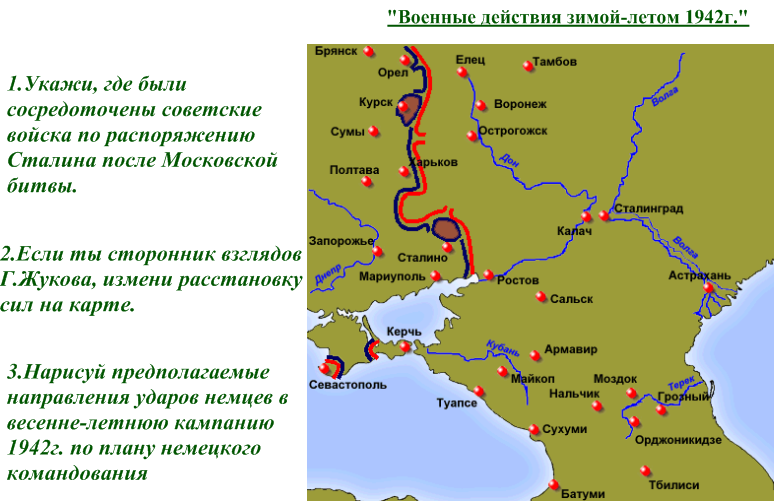 "Военные действия зимой-летом 1942г."
1.Укажи, где были
сосредоточены советские
войска по распоряжению
Сталина после Московской
битвы.
2.Если ты сторонник взглядов
Г.Жукова, измени расстановку
сил на карте.
3.Нарисуй предполагаемые
направления ударов немцев в
весенне-летнюю кампанию
1942г. по плану немецкого
командования
Брянск
Орел
Елец
Тамбов
Курск
Воронеж
Волга
Сумы
Острогожск
Полтава
Харьков
Дон
Сталинград
Калач
Запорожье
Волга
Сталино
Днепр
Мариуполь
Ростов
Астрахань
Сальск
Керчь
Кубань
Армавир
Севастополь
Майкоп
Моздок
Терек
Нальчик
Грозный
Туапсе
Сухуми
Орджоникидзе
Тбилиси
Батуми